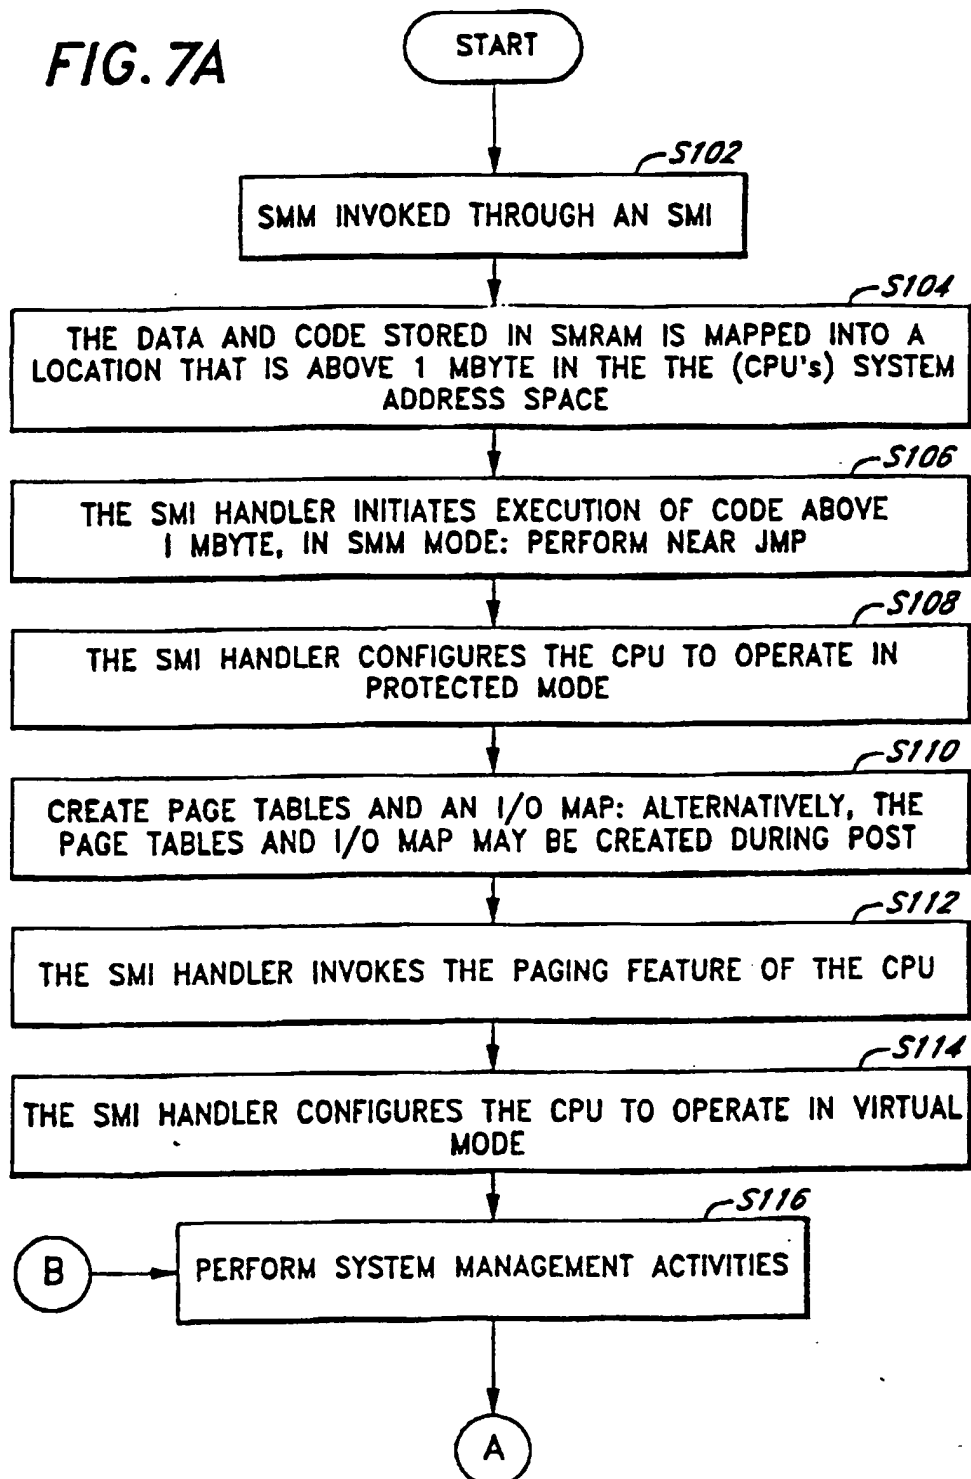 FIG. 7A
START
S102
SMM INVOKED THROUGH AN SMI
S104
THE DATA AND CODE STORED IN SMRAM IS MAPPED INTO A
LOCATION THAT IS ABOVE 1 MBYTE IN THE THE (CPU's) SYSTEM
ADDRESS SPACE
S106
THE SMI HANDLER INITIATES EXECUTION OF CODE ABOVE
1 MBYTE, IN SMM MODE: PERFORM NEAR JMP
S108
THE SMI HANDLER CONFIGURES THE CPU TO OPERATE IN
PROTECTED MODE
S110
CREATE PAGE TABLES AND AN I/O MAP: ALTERNATIVELY, THE
PAGE TABLES AND I/O MAP MAY BE CREATED DURING POST
S112
THE SMI HANDLER INVOKES THE PAGING FEATURE OF THE CPU
S114
THE SMI HANDLER CONFIGURES THE CPU TO OPERATE IN VIRTUAL
MODE
S116
B
PERFORM SYSTEM MANAGEMENT ACTIVITIES
A